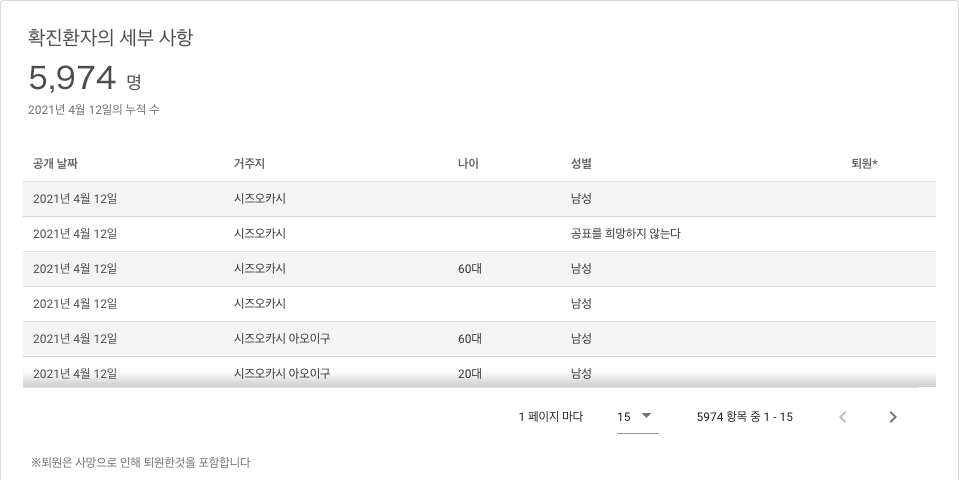 확진환자의 세부 사항
5,974 명
2021년 4월 12일의 누적 수
공개 날짜 거주지 나이 성별 퇴원*
2021년 4월 12일 시즈오카시 남성
2021년 4월 12일 시즈오카시 공표를 희망하지 않는다
2021년 4월 12일 시즈오카시 60대 남성
2021년 4월 12일 시즈오카시 남성
2021년 4월 12일 시즈오카시 아오이구 60대 남성
2021년 4월 12일 시즈오카시 아오이구 20대 남성
1 페이지 마다 15 5974 항목 중 1 - 15
※퇴원은 사망으로 인해 퇴원한것을 포함합니다